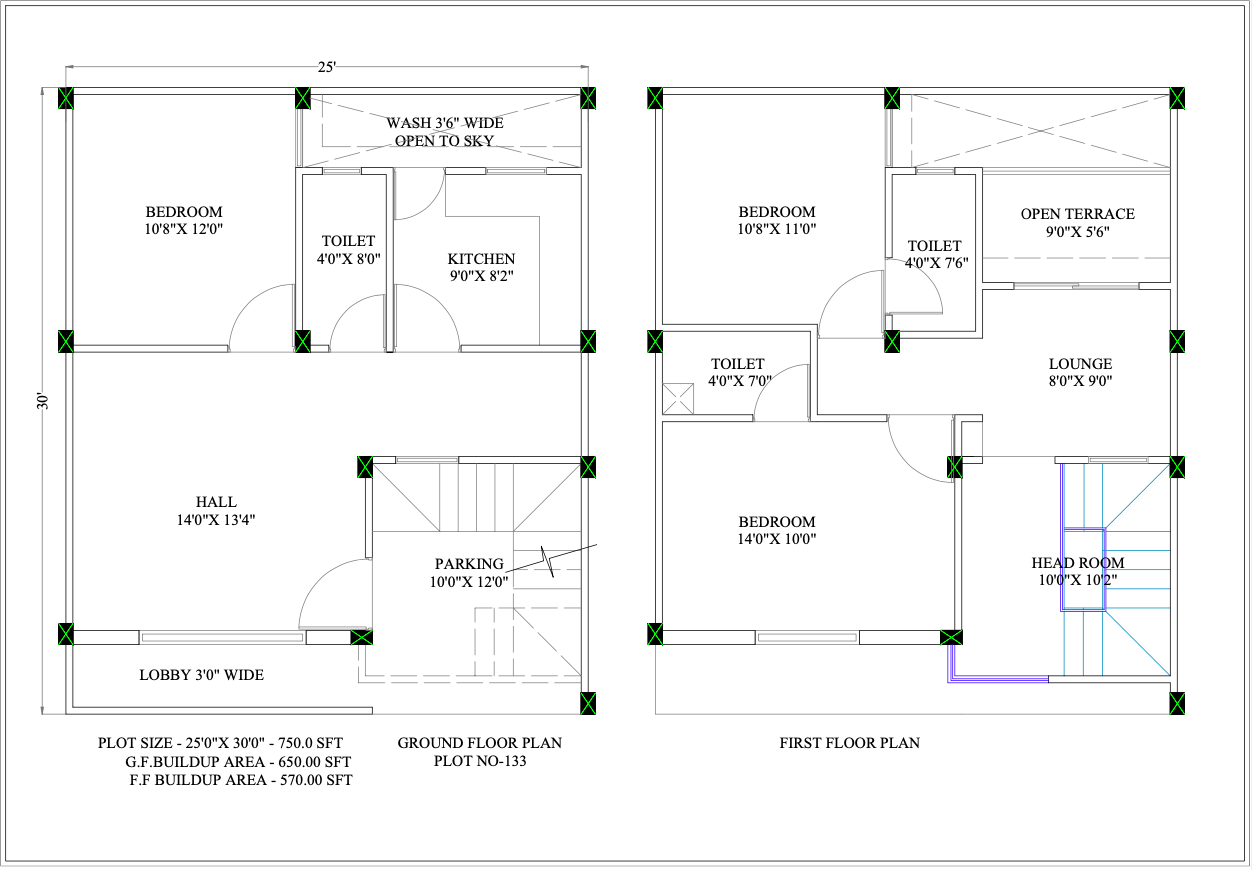 25'
WASH 3'6" WIDE
OPEN TO SKY
BEDROOM
10'8"X 12'0"
TOILET
4'0"X 8'0"
KITCHEN
9'0"X 8'2"
30'
HALL
14'0"X 13'4"
PARKING
10'0"X 12'0"
LOBBY 3'0" WIDE
PLOT SIZE - 25'0"X 30'0" - 750.0 SFT
G.F.BUILDUP AREA - 650.00 SFT
F.F BUILDUP AREA - 570.00 SFT
GROUND FLOOR PLAN
PLOT NO-133
BEDROOM
10'8"X 11'0"
TOILET
4'0"X 7'6"
OPEN TERRACE
9'0"X 5'6"
TOILET
4'0"X 7'0"
LOUNGE
8'0"X 9'0"
BEDROOM
14'0"X 10'0"
HEAD ROOM
10'0"X 10'2"
FIRST FLOOR PLAN